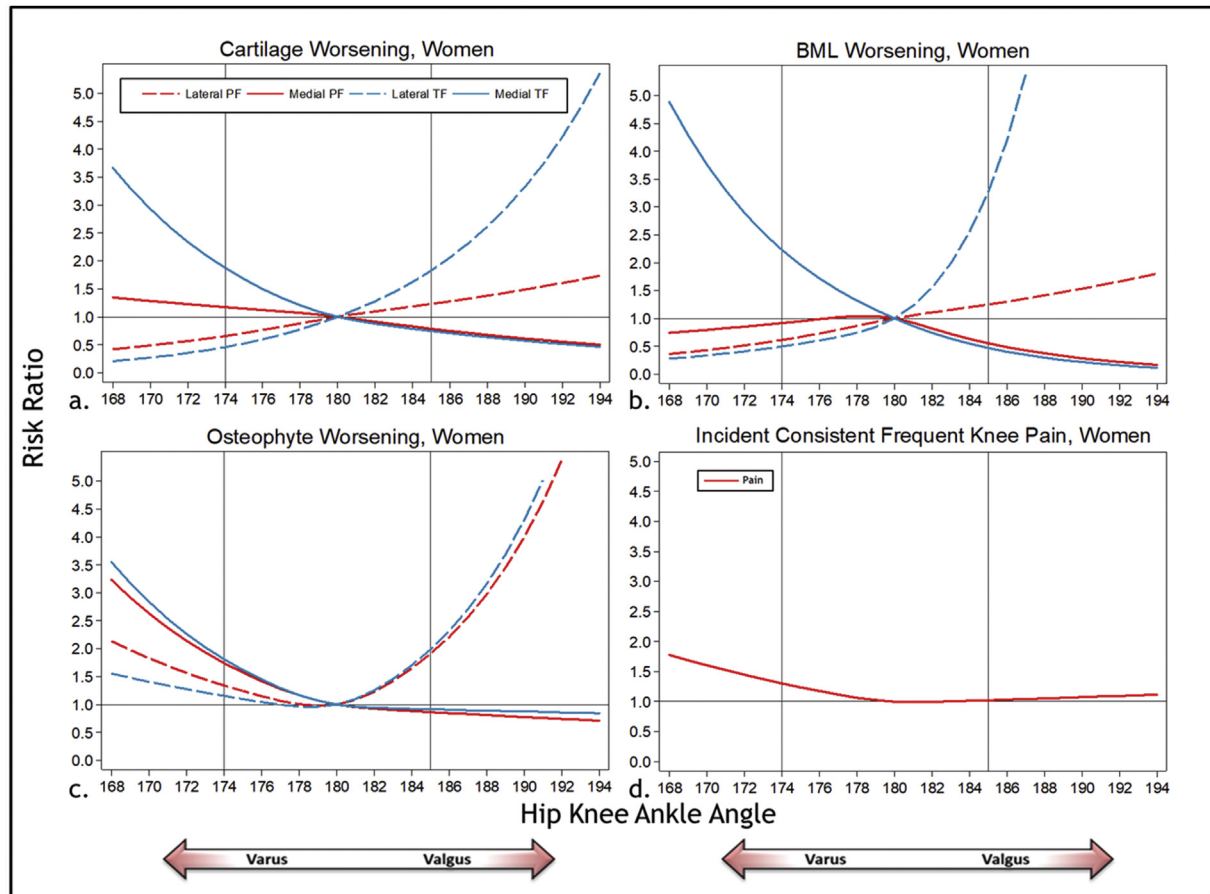 Cartilage Worsening, Women
5.0
4.5
4.0
3.5
3.0
2.5
2.0
1.5
1.0
0.5
0.0
Lateral PF Medial PF Lateral TF Medial TF
168 170 172 174 176 178 180 182 184 186 188 190 192 194
a.
BML Worsening, Women
5.0
4.5
4.0
3.5
3.0
2.5
2.0
1.5
1.0
0.5
0.0
168 170 172 174 176 178 180 182 184 186 188 190 192 194
b.
Risk Ratio
Osteophyte Worsening, Women
5.0
4.5
4.0
3.5
3.0
2.5
2.0
1.5
1.0
0.5
0.0
168 170 172 174 176 178 180 182 184 186 188 190 192 194
c.
Incident Consistent Frequent Knee Pain, Women
5.0
4.5
4.0
3.5
3.0
2.5
2.0
1.5
1.0
0.5
0.0
Pain
168 170 172 174 176 178 180 182 184 186 188 190 192 194
d.
Hip Knee Ankle Angle
Varus Valgus
Varus Valgus